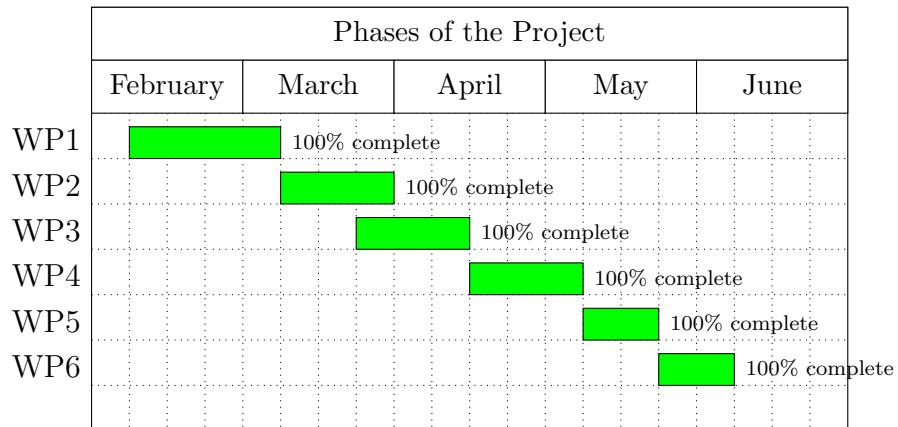 Phases of the Project
February March April May June
WP1 100% complete
WP2 100% complete
WP3 100% complete
WP4 100% complete
WP5 100% complete
WP6 100% complete